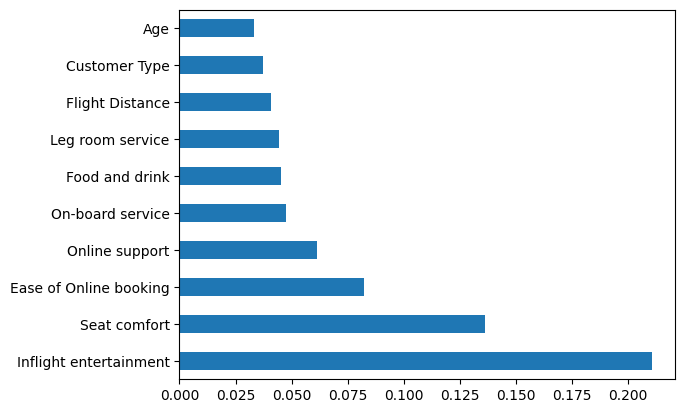 Age
Customer Type
Flight Distance
Leg room service
Food and drink
On-board service
Online support
Ease of Online booking
Seat comfort
Inflight entertainment
0.000 0.025 0.050 0.075 0.100 0.125 0.150 0.175 0.200